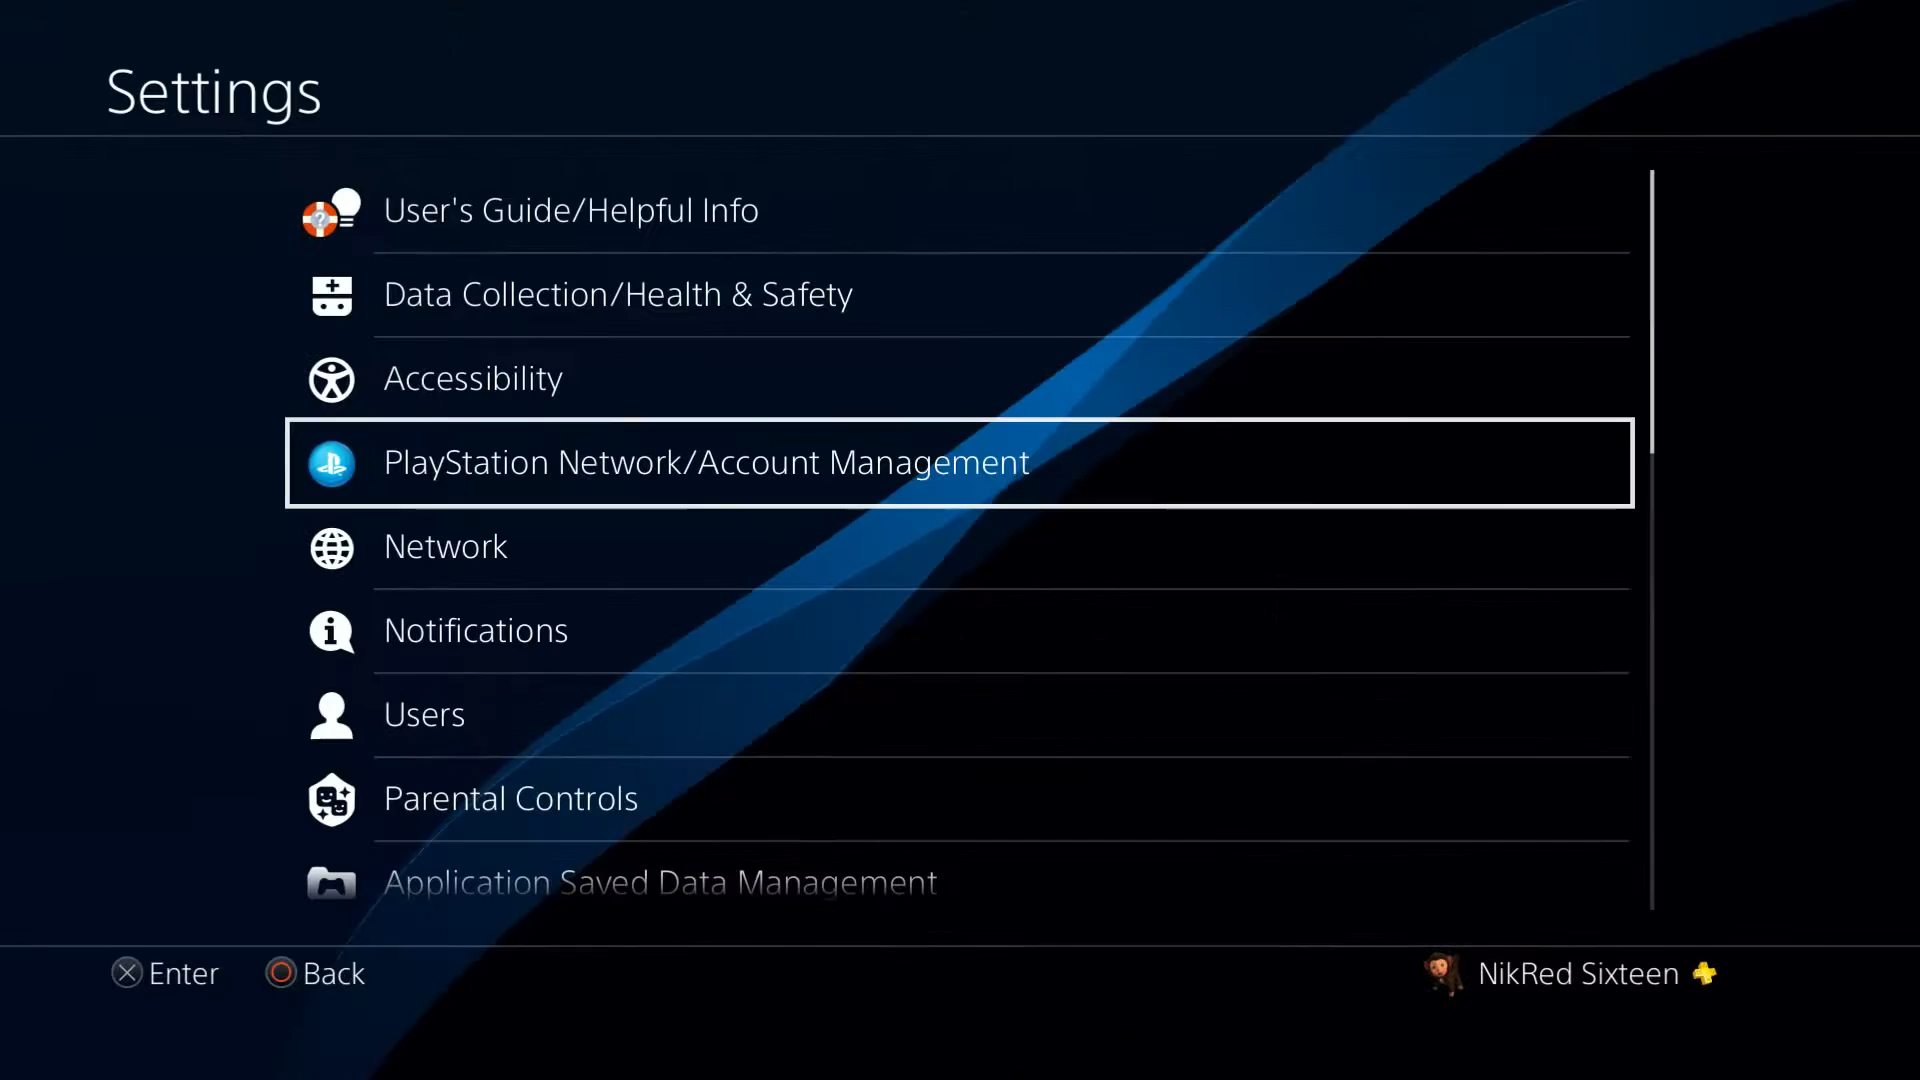 Settings
User's Guide/Helpful Info
Data Collection/Health & Safety
Accessibility
PlayStation Network/Account Management
Network
Notifications
Users
Parental Controls
Application Saved Data Management
Enter Back NikRed Sixteen